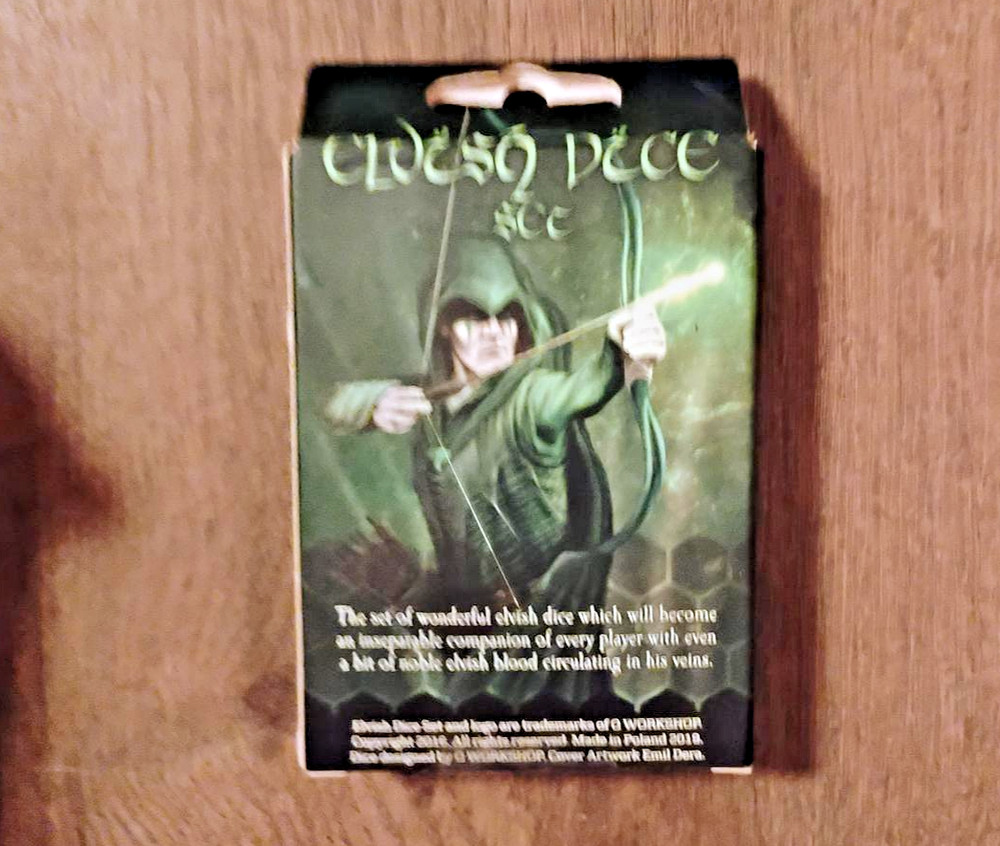 ELVISH DICE
SET
The set of wonderful elvish dice which will become
an inseparable companion of every player with even
a bit of noble elvish blood circulating in his veins.
Elvish Dice Set and logo are trademarks of Q WORKSHOP
Copyright All rights reserved. Made in Poland
Dice designed by Q WORKSHOP. Cover Artwork Emil